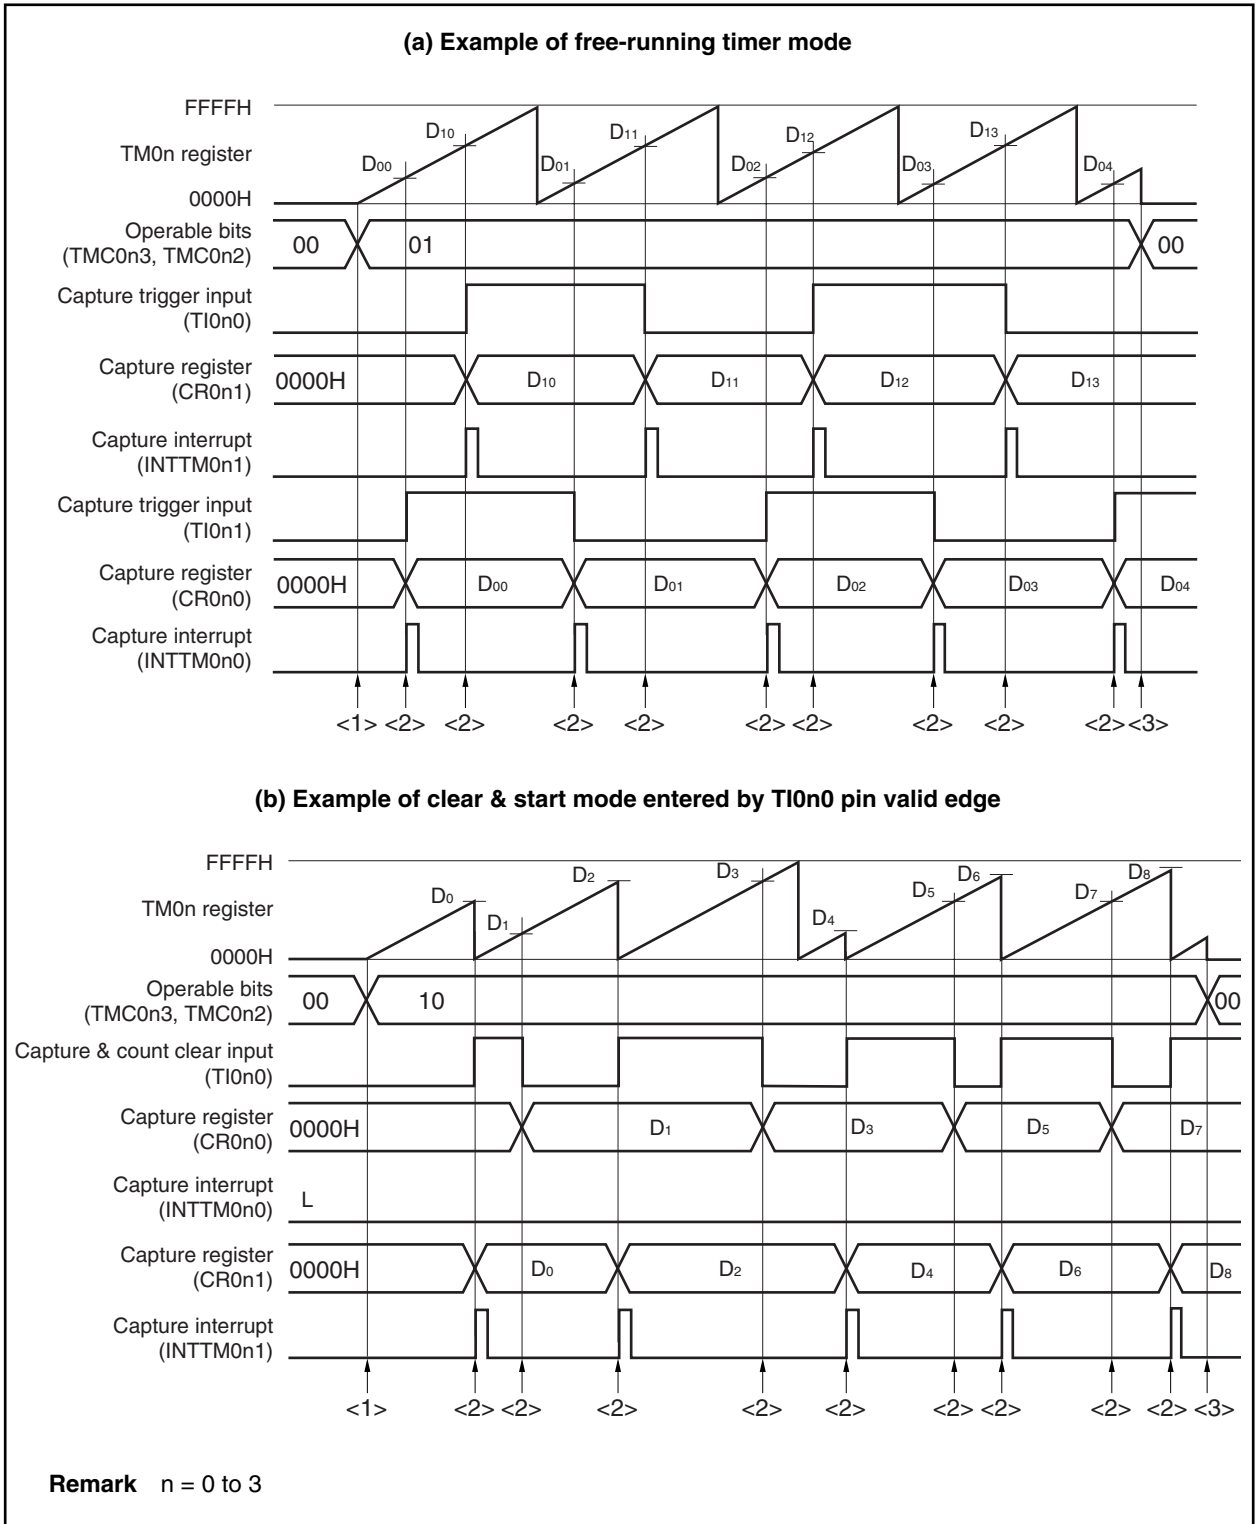 (a) Example of free-running timer mode
FFFFH
TM0n register
0000H
D10
D11
D12
D13
D00
D01
D02
D03
D04
Operable bits
(TMC0n3, TMC0n2)
00
01
00
Capture trigger input
(TI0n0)
Capture register
(CR0n1)
0000H
D10
D11
D12
D13
Capture interrupt
(INTTM0n1)
Capture trigger input
(TI0n1)
Capture register
(CR0n0)
0000H
D00
D01
D02
D03
D04
Capture interrupt
(INTTM0n0)
<1> <2> <2> <2> <2> <2> <2> <2> <2> <2> <3>
(b) Example of clear & start mode entered by TI0n0 pin valid edge
FFFFH
TM0n register
0000H
D0
D1
D2
D3
D4
D5
D6
D7
D8
Operable bits
(TMC0n3, TMC0n2)
00
10
00
Capture & count clear input
(TI0n0)
Capture register
(CR0n0)
0000H
D1
D3
D5
D7
Capture interrupt
(INTTM0n0)
L
Capture register
(CR0n1)
0000H
D0
D2
D4
D6
D8
Capture interrupt
(INTTM0n1)
<1> <2> <2> <2> <2> <2> <2> <2> <2> <2> <3>
Remark n = 0 to 3